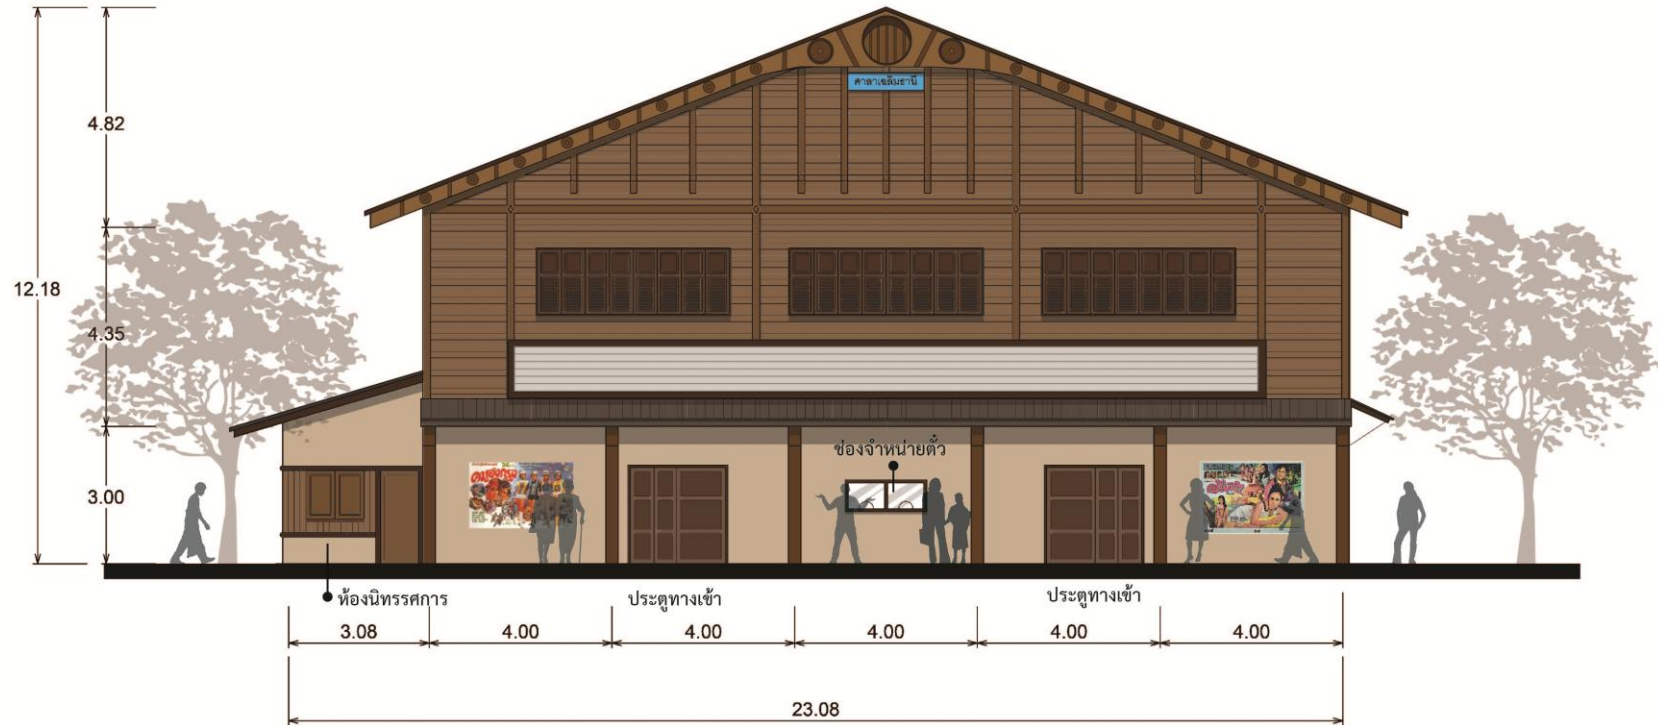 ศาลาเฉลิมธานี
4.82
12.18
4.35
ช่องจำหน่ายตั๋ว
3.00
ห้องนิทรรศการ
ประตูทางเข้า
ประตูทางเข้า
3.08
4.00
4.00
4.00
4.00
4.00
23.08